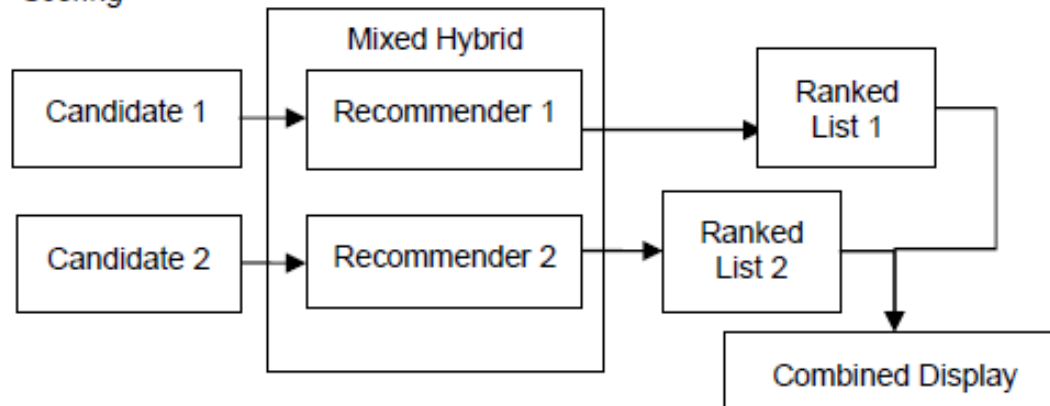 Mixed Hybrid
Candidate 1
Recommender 1
Ranked
List 1
Candidate 2
Recommender 2
Ranked
List 2
Combined Display